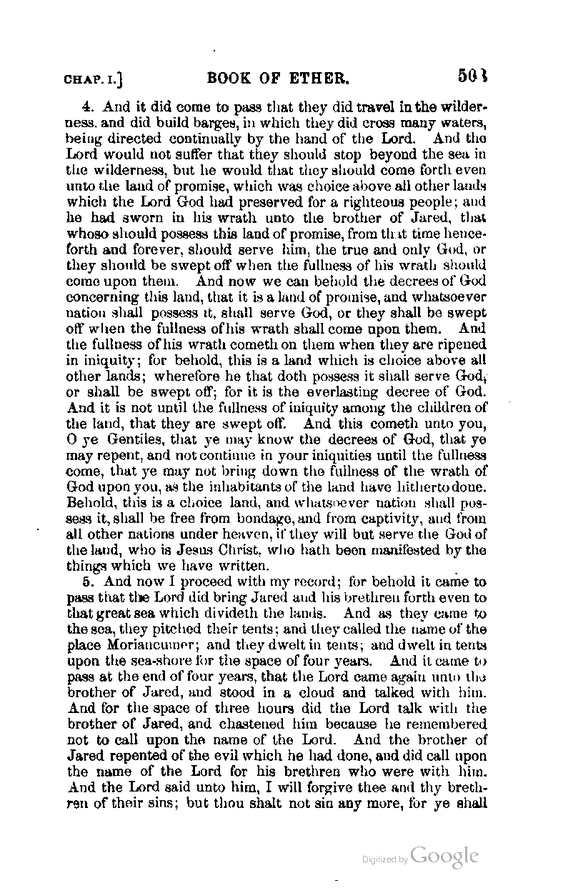 CHAP. I.] BOOK OF ETHER. 503
4. And it did come to pass that they did travel in the wilder-
ness, and did build barges, in which they did cross many waters,
being directed continually by the hand of the Lord. And the
Lord would not suffer that they should stop beyond the sea in
the wilderness, but he would that they should come forth even
unto the land of promise, which was choice above all other lands
which the Lord God had preserved for a righteous people; and
he had sworn in his wrath unto the brother of Jared, that
whoso should possess this land of promise, from that time hence-
forth and forever, should serve him, the true and only God, or
they should be swept off when the fullness of his wrath should
come upon them. And now we can behold the decrees of God
concerning this land, that it is a land of promise, and whatsoever
nation shall possess it, shall serve God, or they shall be swept
off when the fullness of his wrath shall come upon them. And
the fullness of his wrath cometh on them when they are ripened
in iniquity; for behold, this is a land which is choice above all
other lands; wherefore he that doth possess it shall serve God,
or shall be swept off; for it is the everlasting decree of God.
And it is not until the fullness of iniquity among the children of
the land, that they are swept off. And this cometh unto you,
O ye Gentiles, that ye may know the decrees of God, that ye
may repent, and not continue in your iniquities until the fullness
come, that ye may not bring down the fullness of the wrath of
God upon you, as the inhabitants of the land have hitherto done.
Behold, this is a choice land, and whatsoever nation shall pos-
sess it, shall be free from bondage, and from captivity, and from
all other nations under heaven, if they will but serve the God of
the land, who is Jesus Christ, who hath been manifested by the
things which we have written.
5. And now I proceed with my record; for behold it came to
pass that the Lord did bring Jared and his brethren forth even to
that great sea which divideth the lands. And as they came to
the sea, they pitched their tents; and they called the name of the
place Moriancumer; and they dwelt in tents; and dwelt in tents
upon the sea-shore for the space of four years. And it came to
pass at the end of four years, that the Lord came again unto the
brother of Jared, and stood in a cloud and talked with him.
And for the space of three hours did the Lord talk with the
brother of Jared, and chastened him because he remembered
not to call upon the name of the Lord. And the brother of
Jared repented of the evil which he had done, and did call upon
the name of the Lord for his brethren who were with him.
And the Lord said unto him, I will forgive thee and thy breth-
ren of their sins; but thou shalt not sin any more, for ye shall
Digitized by Google